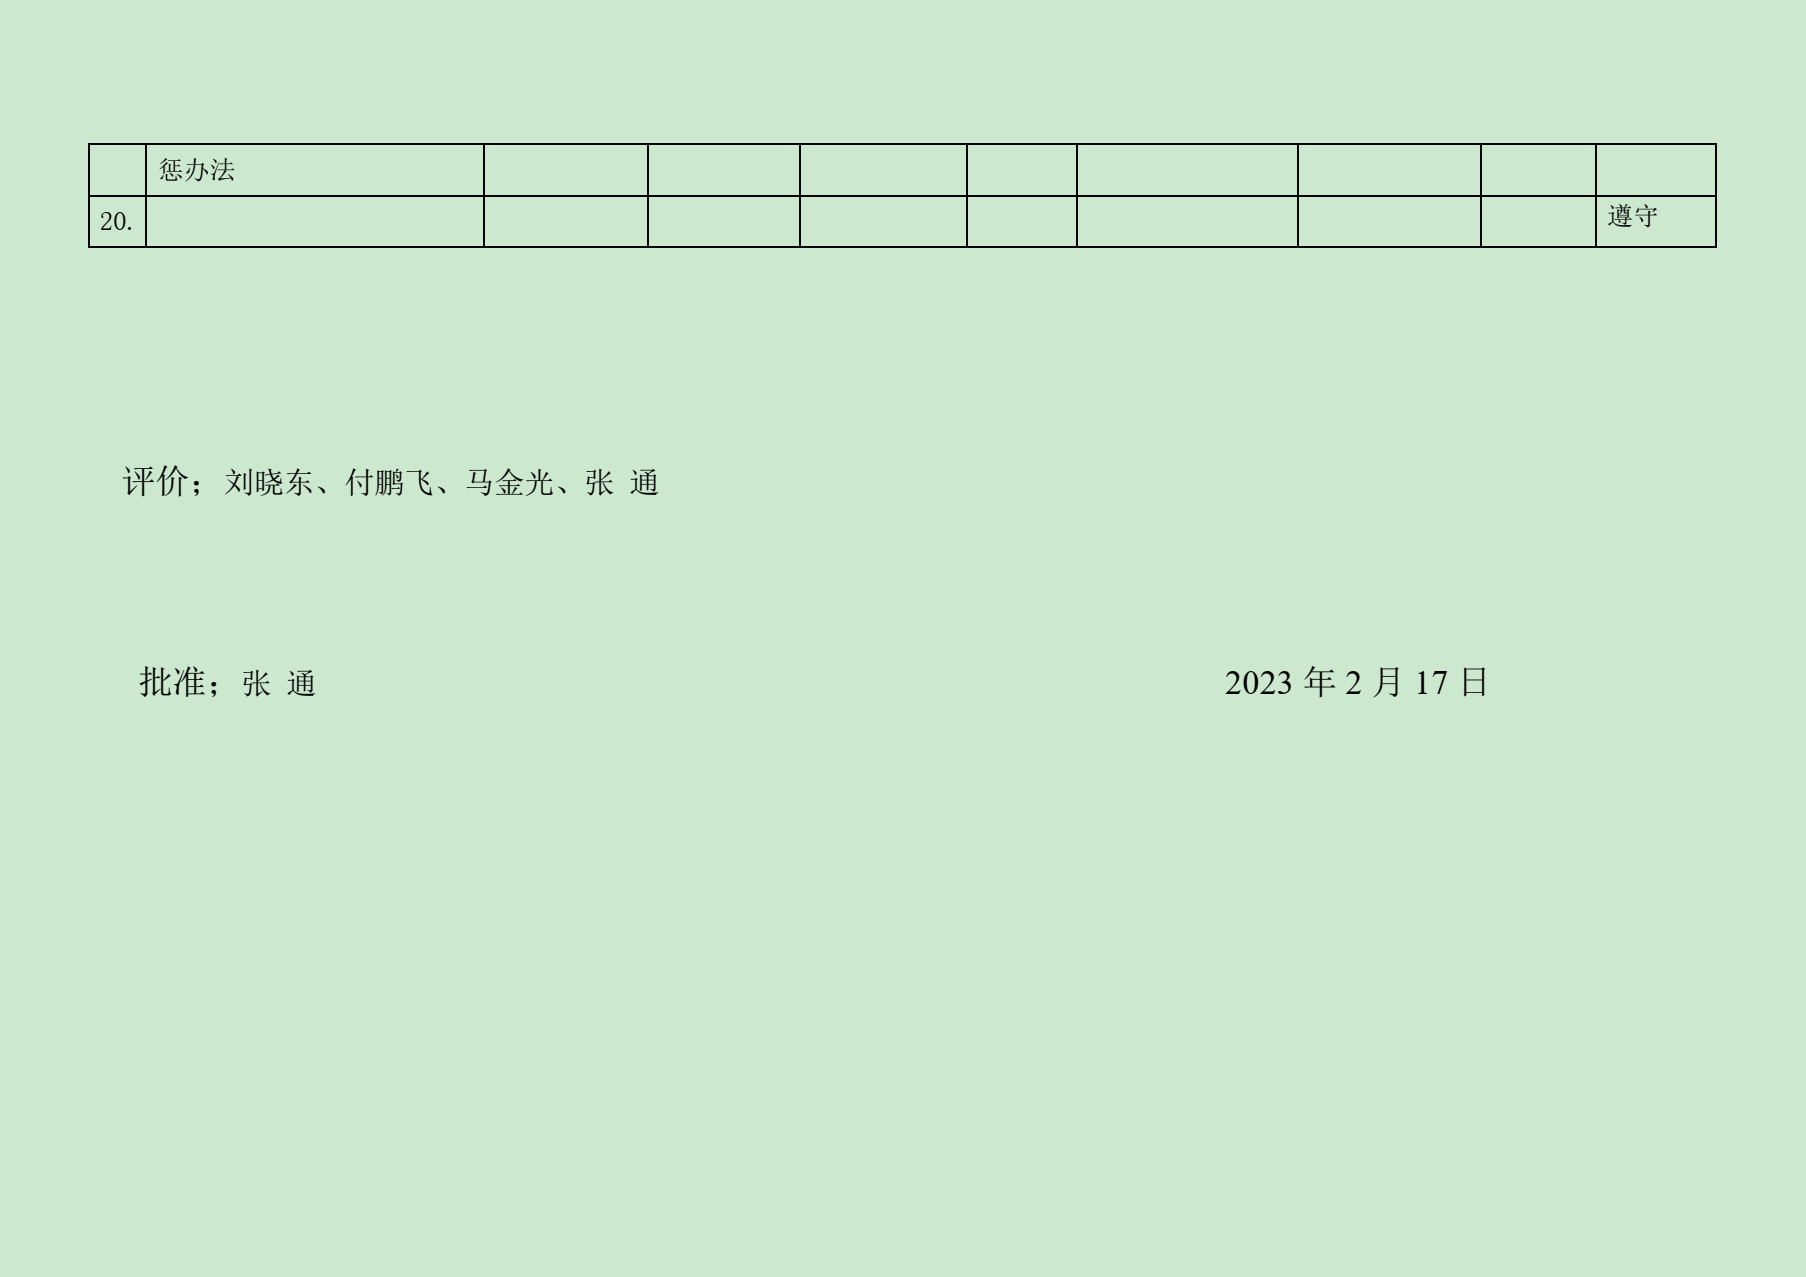 惩办法
20. 遵守
评价；刘晓东、付鹏飞、马金光、张 通
批准；张 通 2023 年 2 月 17 日